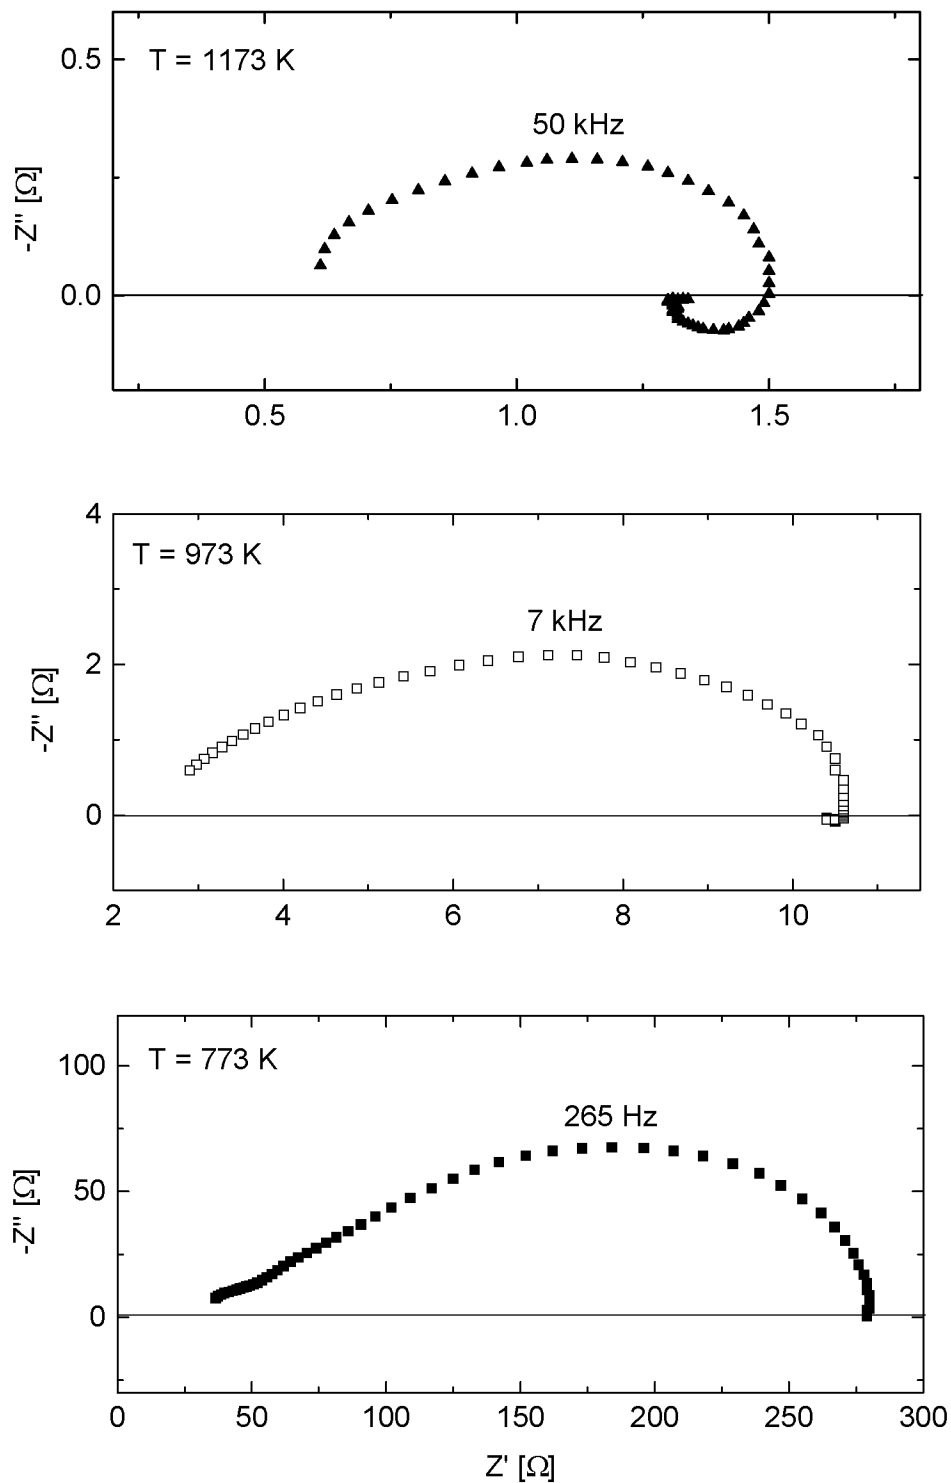 T = 1173 K
50 kHz
0.5
0.0
-Z'' [Ω]
0.5 1.0 1.5
T = 973 K
7 kHz
4
2
0
-Z'' [Ω]
2 4 6 8 10
T = 773 K
265 Hz
100
50
0
-Z'' [Ω]
0 50 100 150 200 250 300
Z' [Ω]